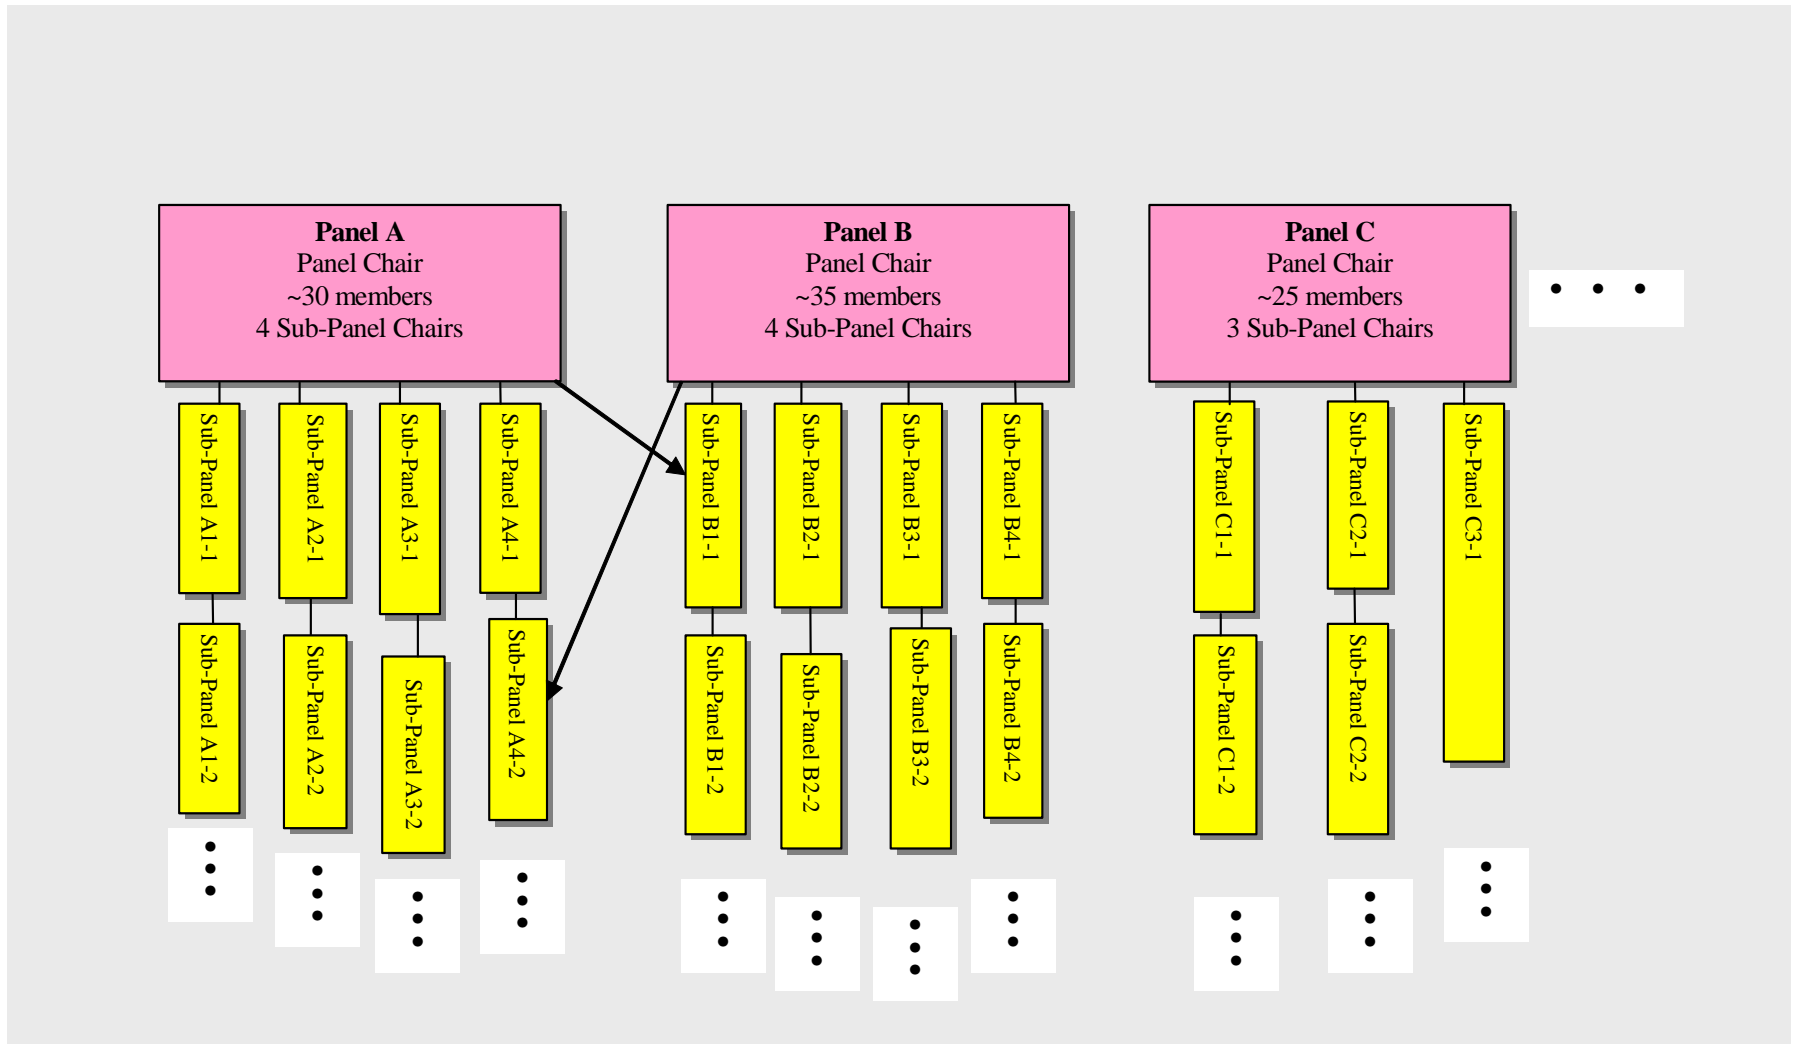 Panel A
Panel Chair
~30 members
4 Sub-Panel Chairs
Panel B
Panel Chair
~35 members
4 Sub-Panel Chairs
Panel C
Panel Chair
~25 members
3 Sub-Panel Chairs
Sub-Panel A1-1
Sub-Panel A2-1
Sub-Panel A3-1
Sub-Panel A4-1
Sub-Panel B1-1
Sub-Panel B2-1
Sub-Panel B3-1
Sub-Panel B4-1
Sub-Panel C1-1
Sub-Panel C2-1
Sub-Panel C3-1
Sub-Panel A1-2
Sub-Panel A2-2
Sub-Panel A3-2
Sub-Panel A4-2
Sub-Panel B1-2
Sub-Panel B2-2
Sub-Panel B3-2
Sub-Panel B4-2
Sub-Panel C1-2
Sub-Panel C2-2